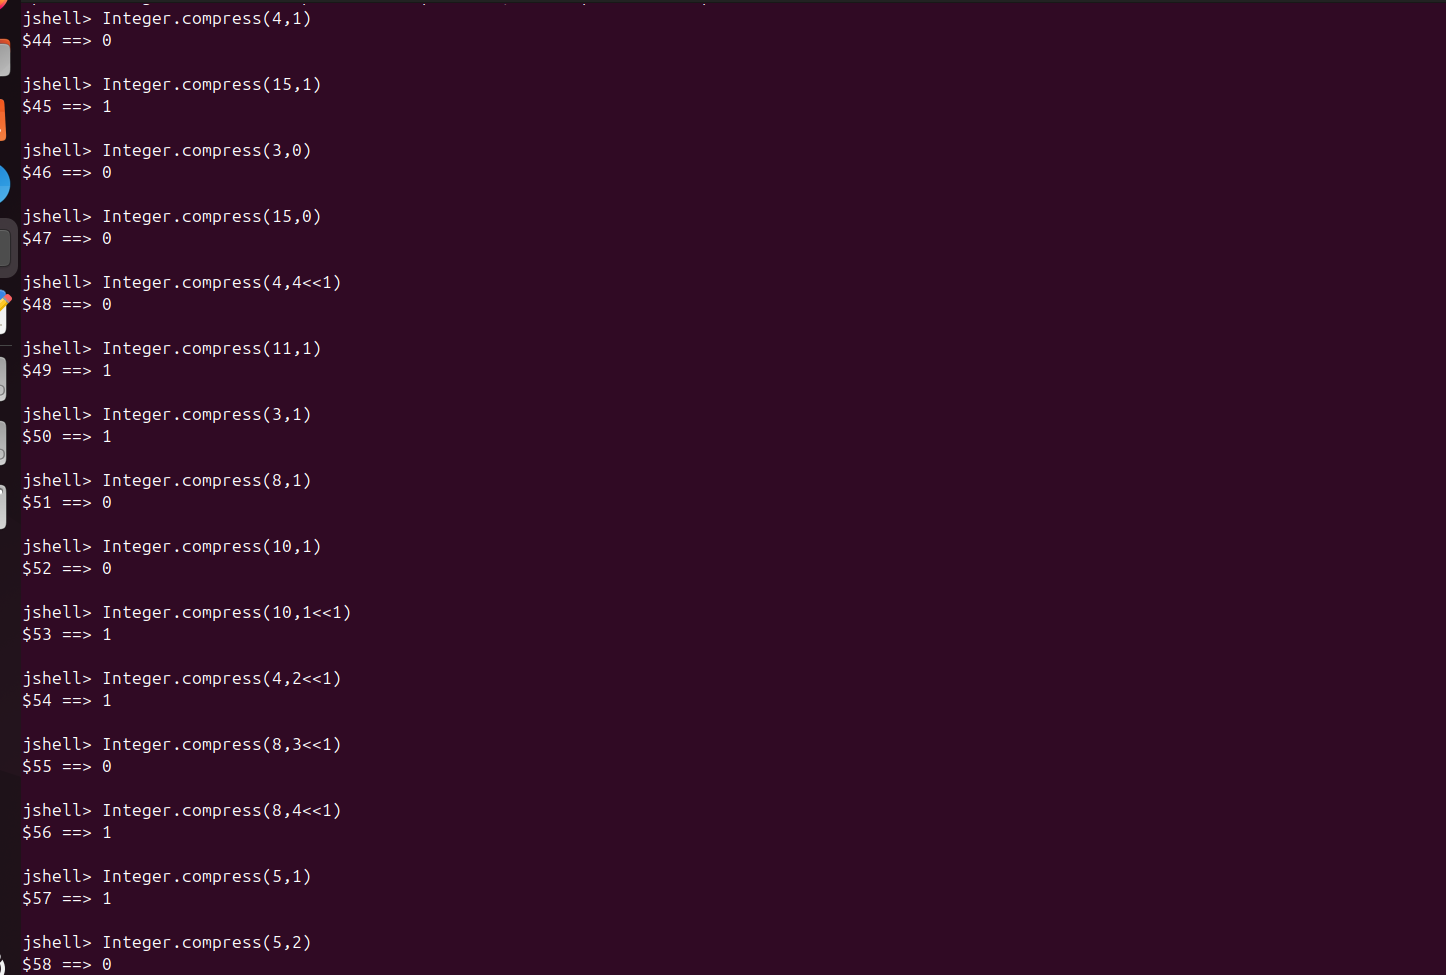 jshell> Integer.compress(4,1)
$44 ==> 0
jshell> Integer.compress(15,1)
$45 ==> 1
jshell> Integer.compress(3,0)
$46 ==> 0
jshell> Integer.compress(15,0)
$47 ==> 0
jshell> Integer.compress(4,4<<1)
$48 ==> 0
jshell> Integer.compress(11,1)
$49 ==> 1
jshell> Integer.compress(3,1)
$50 ==> 1
jshell> Integer.compress(8,1)
$51 ==> 0
jshell> Integer.compress(10,1)
$52 ==> 0
jshell> Integer.compress(10,1<<1)
$53 ==> 1
jshell> Integer.compress(4,2<<1)
$54 ==> 1
jshell> Integer.compress(8,3<<1)
$55 ==> 0
jshell> Integer.compress(8,4<<1)
$56 ==> 1
jshell> Integer.compress(5,1)
$57 ==> 1
jshell> Integer.compress(5,2)
$58 ==> 0